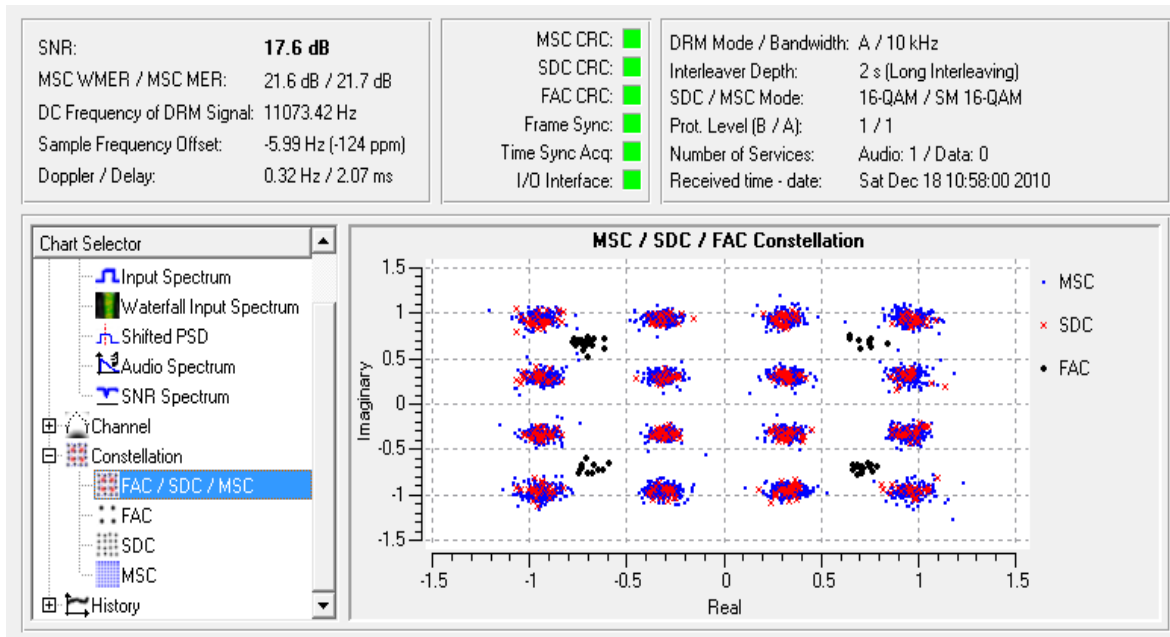 SNR: 17.6 dB
MSC WMER / MSC MER: 21.6 dB / 21.7 dB
DC Frequency of DRM Signal: 11073.42 Hz
Sample Frequency Offset: -5.99 Hz (-124 ppm)
Doppler / Delay: 0.32 Hz / 2.07 ms
MSC CRC:
SDC CRC:
FAC CRC:
Frame Sync:
Time Sync Acq:
I/O Interface:
DRM Mode / Bandwidth: A / 10 kHz
Interleaver Depth: 2 s (Long Interleaving)
SDC / MSC Mode: 16-QAM / SM 16-QAM
Prot. Level (B / A): 1 / 1
Number of Services: Audio: 1 / Data: 0
Received time - date: Sat Dec 18 10:58:00 2010
Chart Selector
Input Spectrum
Waterfall Input Spectrum
Shifted PSD
Audio Spectrum
SNR Spectrum
Channel
Constellation
FAC / SDC / MSC
FAC
SDC
MSC
History
MSC / SDC / FAC Constellation
1.5
1
0.5
0
-0.5
-1
-1.5
Imaginary
-1.5 -1 -0.5 0 0.5 1 1.5
Real
MSC
SDC
FAC